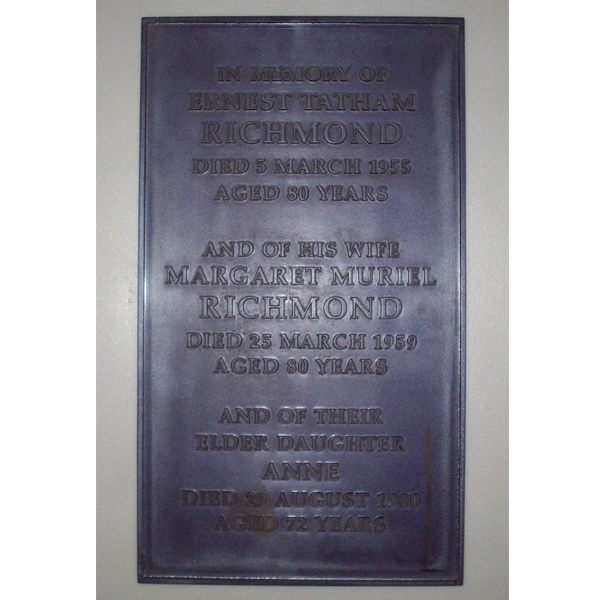 IN MEMORY OF
ERNEST TATHAM
RICHMOND
DIED 5 MARCH 1955
AGED 80 YEARS
AND OF HIS WIFE
MARGARET MURIEL
RICHMOND
DIED 25 MARCH 1959
AGED 80 YEARS
AND OF THEIR
ELDER DAUGHTER
ANNE
DIED 29 AUGUST 1980
AGED 72 YEARS